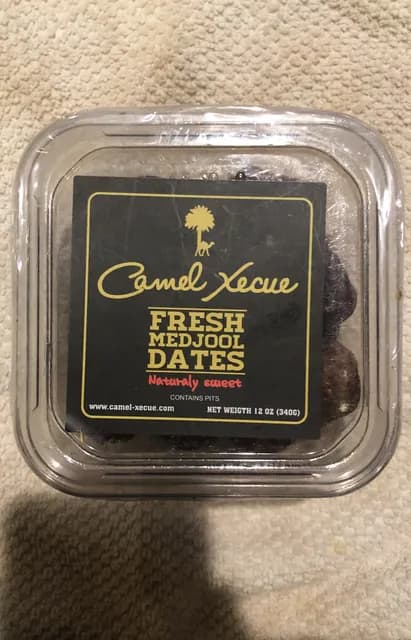 Camel Xecue
FRESH
MEDJOOL
DATES
Naturaly sweet
CONTAINS PITS
www.camel-xecue.com NET WEIGTH 12 OZ (340G)